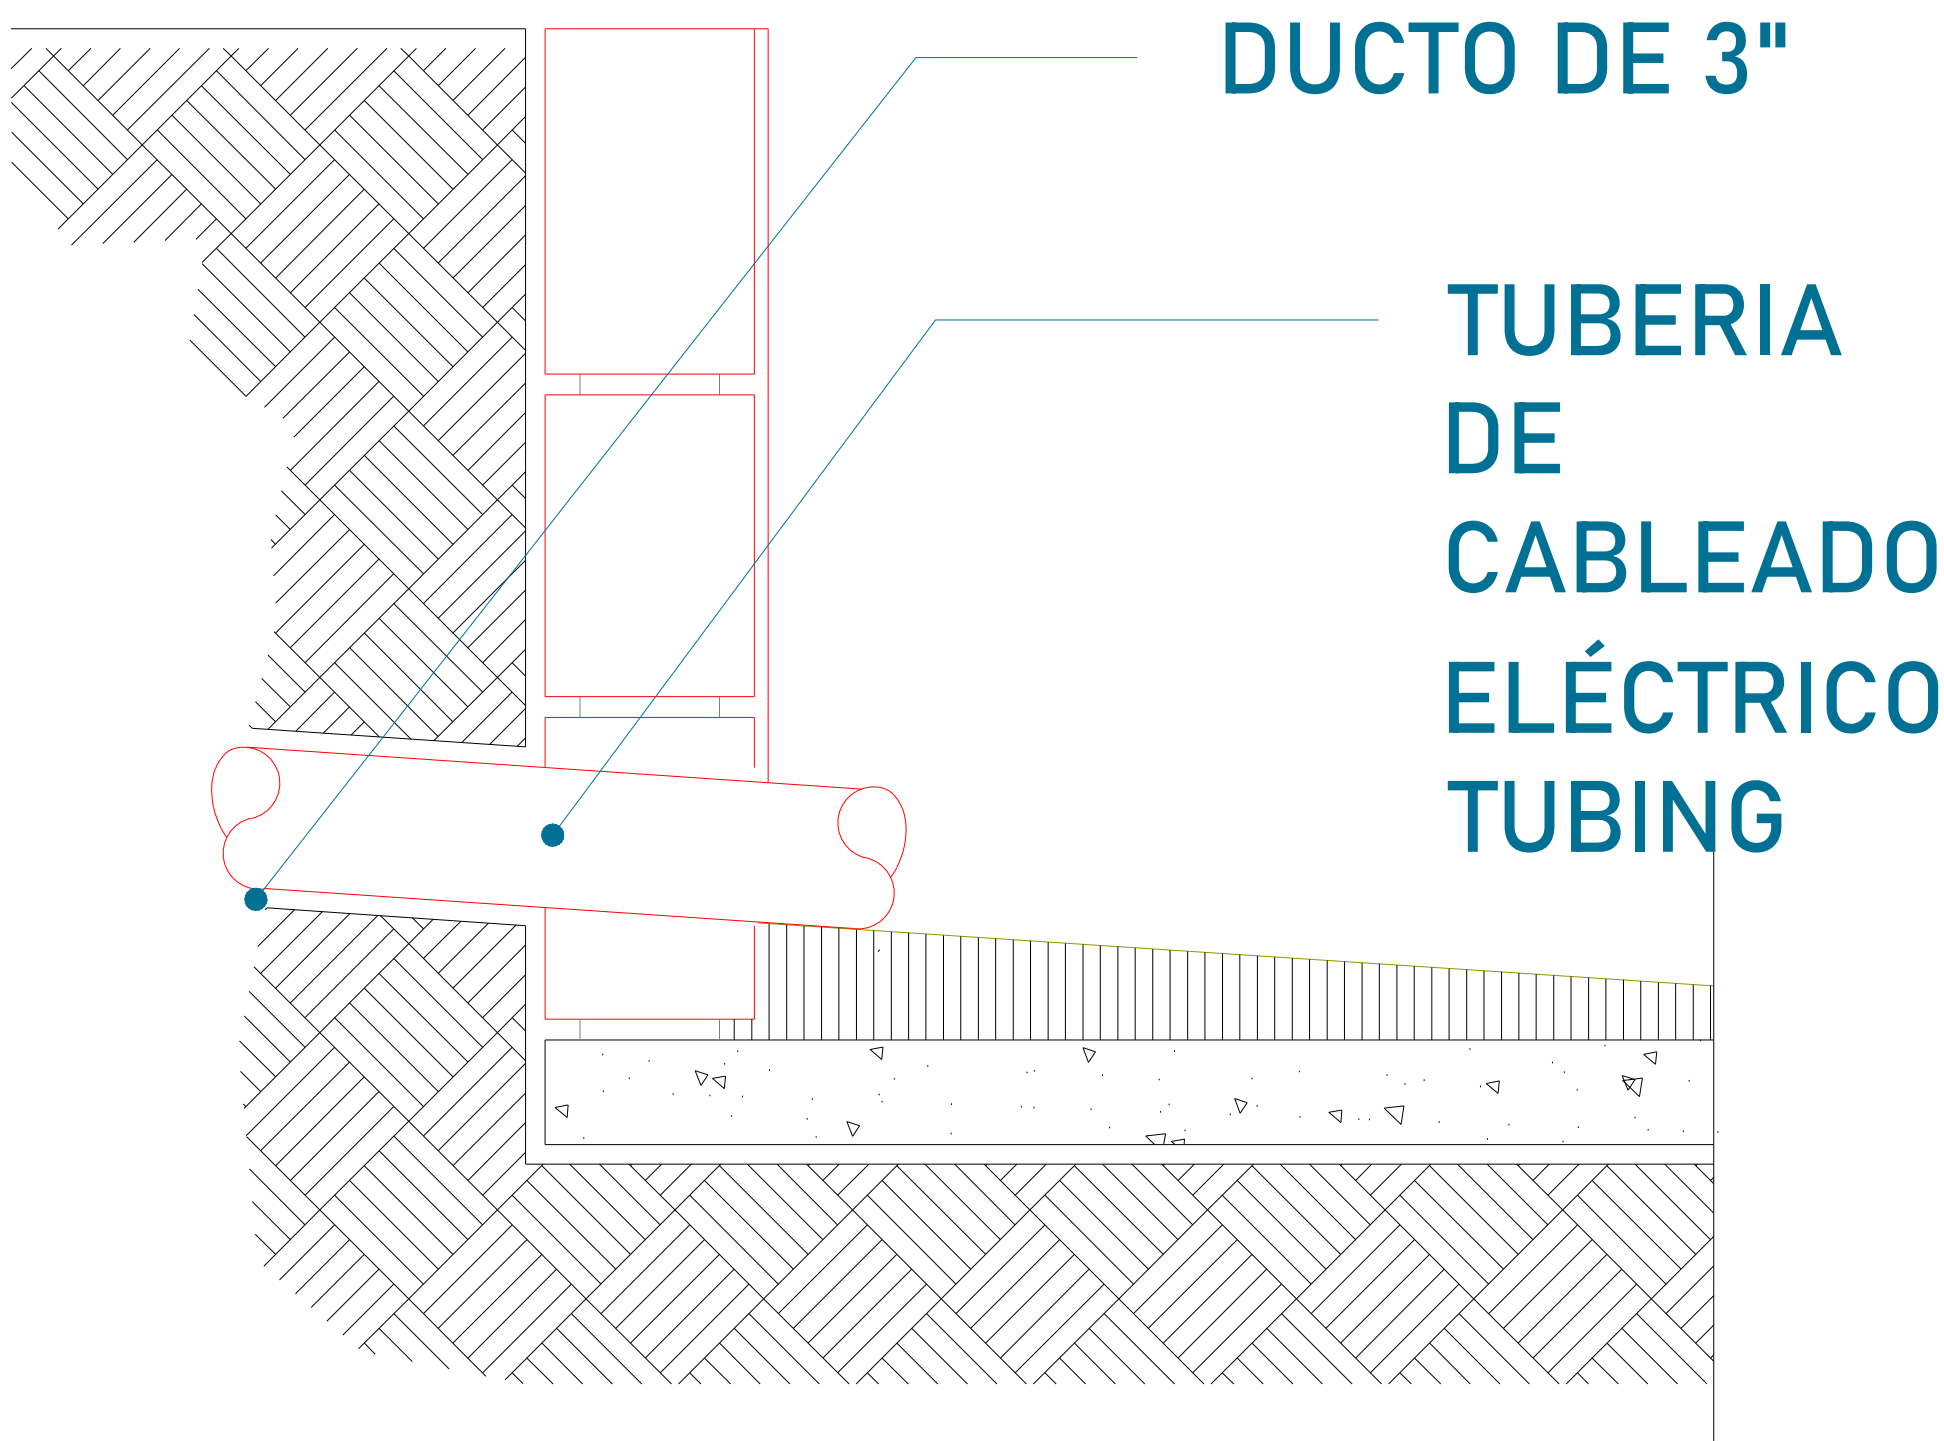 DUCTO DE 3"
TUBERIA
DE
CABLEADO
ELÉCTRICO
TUBING